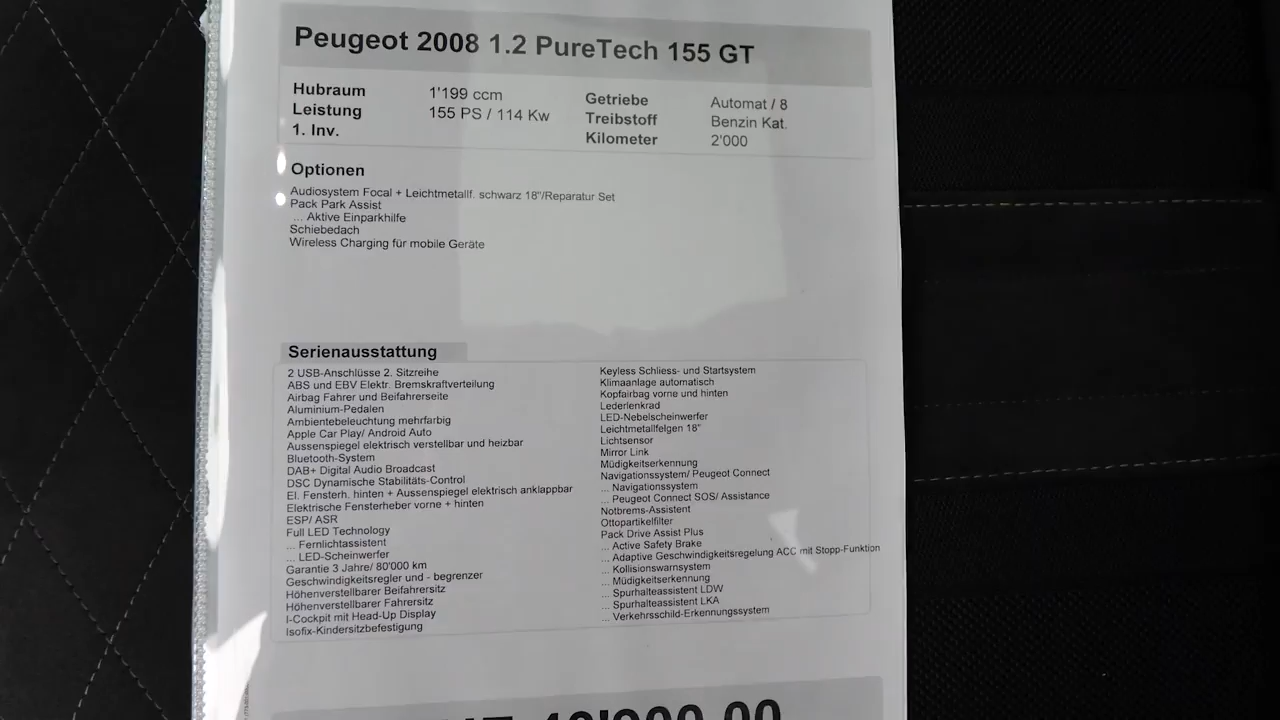 Peugeot 2008 1.2 PureTech 155 GT
Hubraum 1'199 ccm
Leistung 155 PS / 114 Kw
1. Inv.
Getriebe Automat / 8
Treibstoff Benzin Kat.
Kilometer 2'000
Optionen
Audiosystem Focal + Leichtmetallf. schwarz 18"/Reparatur Set
Pack Park Assist
... Aktive Einparkhilfe
Schiebedach
Wireless Charging für mobile Geräte
Serienausstattung
2 USB-Anschlüsse 2. Sitzreihe
ABS und EBV Elektr. Bremskraftverteilung
Airbag Fahrer und Beifahrerseite
Aluminium-Pedalen
Ambientebeleuchtung mehrfarbig
Apple Car Play/ Android Auto
Aussenspiegel elektrisch verstellbar und heizbar
Bluetooth-System
DAB+ Digital Audio Broadcast
DSC Dynamische Stabilitäts-Control
El. Fensterh. hinten + Aussenspiegel elektrisch anklappbar
Elektrische Fensterheber vorne + hinten
ESP/ ASR
Full LED Technology
... Fernlichtassistent
... LED-Scheinwerfer
Garantie 3 Jahre/ 80'000 km
Geschwindigkeitsregler und - begrenzer
Höhenverstellbarer Beifahrersitz
Höhenverstellbarer Fahrersitz
I-Cockpit mit Head-Up Display
Isofix-Kindersitzbefestigung
Keyless Schliess- und Startsystem
Klimaanlage automatisch
Kopfairbag vorne und hinten
Lederlenkrad
LED-Nebelscheinwerfer
Leichtmetallfelgen 18"
Lichtsensor
Mirror Link
Müdigkeitserkennung
Navigationssystem/ Peugeot Connect
... Navigationssystem
... Peugeot Connect SOS/ Assistance
Notbrems-Assistent
Ottopartikelfilter
Pack Drive Assist Plus
... Active Safety Brake
... Adaptive Geschwindigkeitsregelung ACC mit Stopp-Funktion
... Kollisionswarnsystem
... Müdigkeitserkennung
... Spurhalteassistent LDW
... Spurhalteassistent LKA
... Verkehrsschild-Erkennungssystem